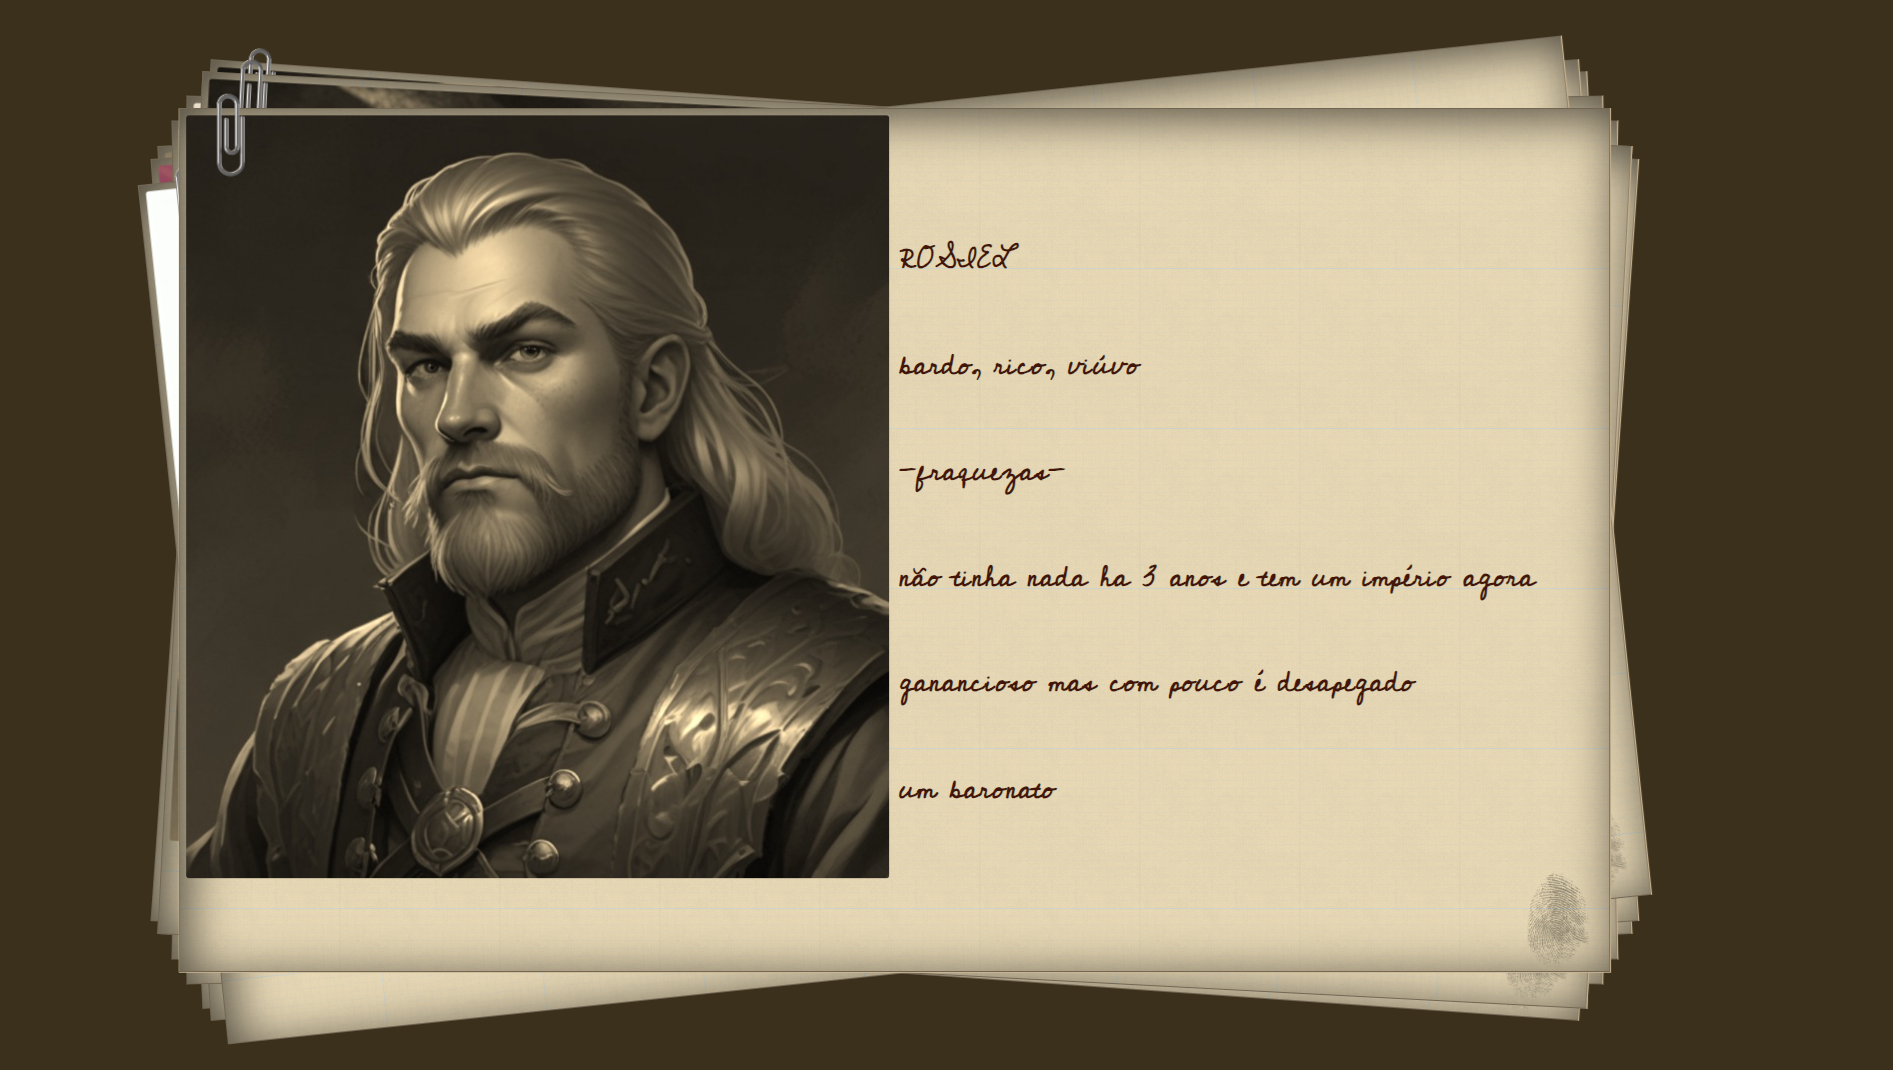 ROSIEL
bardo, rico, viúvo
-fraquezas-
não tinha nada ha 3 anos e tem um império agora
ganancioso mas com pouco é desapegado
um baronato